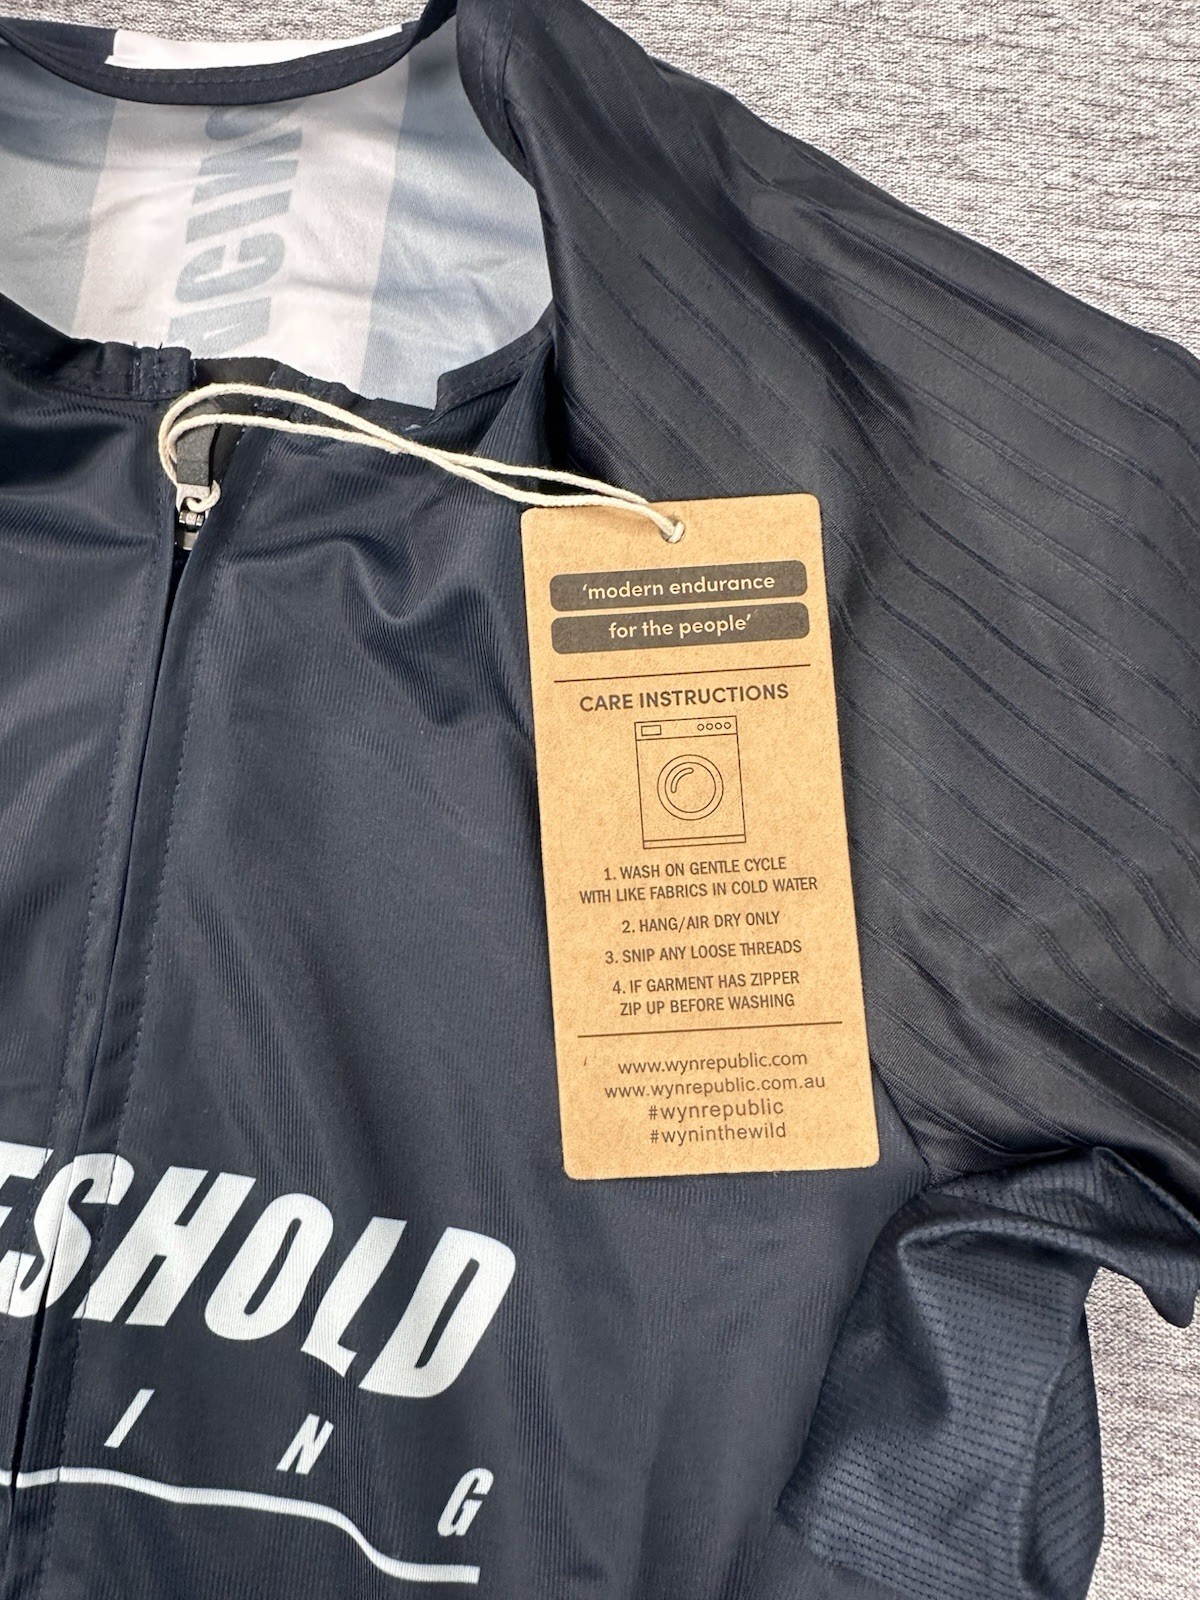 ACING
'modern endurance
for the people'
CARE INSTRUCTIONS
1. WASH ON GENTLE CYCLE
WITH LIKE FABRICS IN COLD WATER
2. HANG/AIR DRY ONLY
3. SNIP ANY LOOSE THREADS
4. IF GARMENT HAS ZIPPER
ZIP UP BEFORE WASHING
www.wynrepublic.com
www.wynrepublic.com.au
#wynrepublic
#wyninthewild
ESHOLD
ING